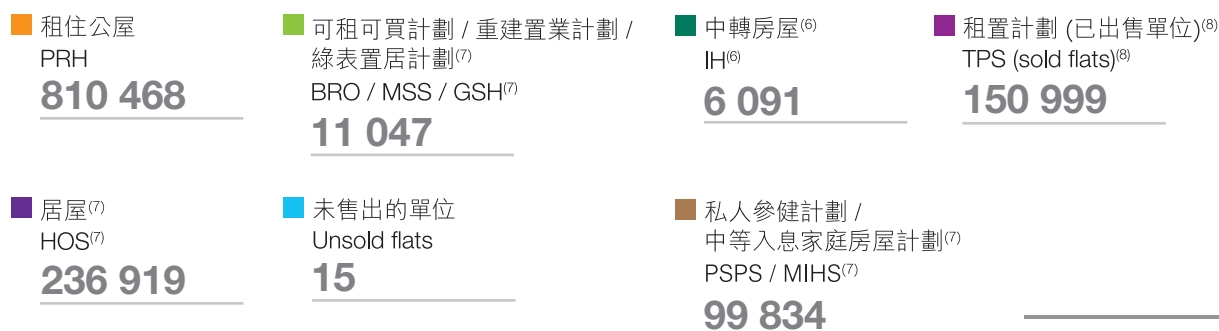 租住公屋
PRH
810 468
可租可買計劃 / 重建置業計劃 /
綠表置居計劃(7)
BRO / MSS / GSH(7)
11 047
中轉房屋(6)
IH(6)
6 091
租置計劃 (已出售單位)(8)
TPS (sold flats)(8)
150 999
居屋(7)
HOS(7)
236 919
未售出的單位
Unsold flats
15
私人參健計劃 /
中等入息家庭房屋計劃(7)
PSPS / MIHS(7)
99 834